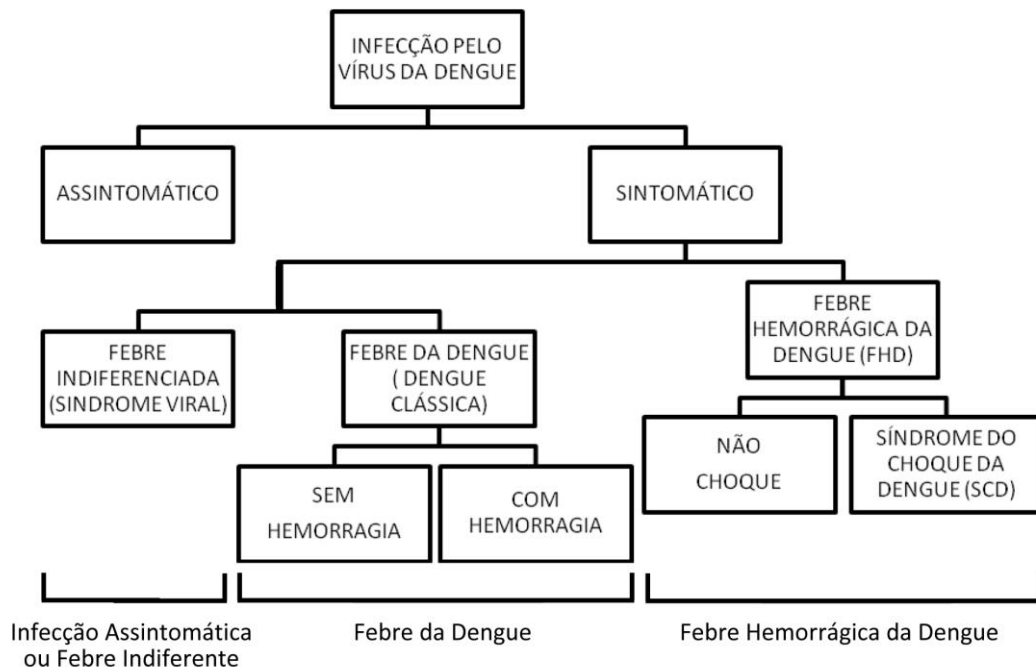 INFECÇÃO PELO
VÍRUS DA DENGUE
ASSINTOMÁTICO
SINTOMÁTICO
FEBRE
INDIFERENCIADA
(SINDROME VIRAL)
FEBRE DA DENGUE
( DENGUE
CLÁSSICA)
FEBRE
HEMORRÁGICA DA
DENGUE (FHD)
SEM
HEMORRAGIA
COM
HEMORRAGIA
NÃO
CHOQUE
SÍNDROME DO
CHOQUE DA
DENGUE (SCD)
Infecção Assintomática
ou Febre Indiferente
Febre da Dengue
Febre Hemorrágica da Dengue